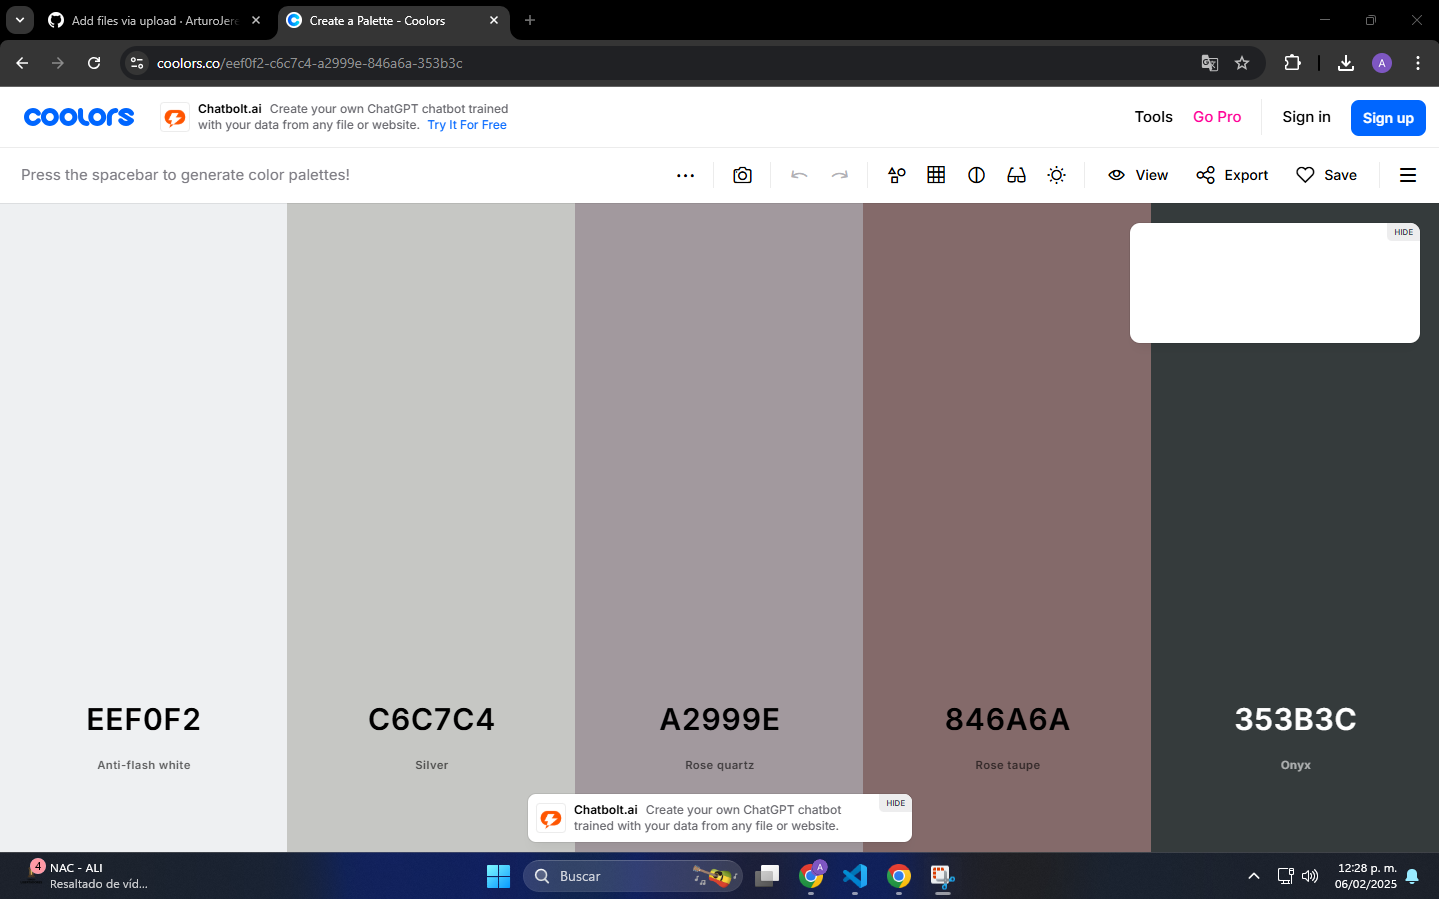 Add files via upload · ArturoJere
Create a Palette - Coolors
coolors.co/eef0f2-c6c7c4-a2999e-846a6a-353b3c
A
coolors
Chatbolt.ai Create your own ChatGPT chatbot trained
with your data from any file or website. Try It For Free
Tools
Go Pro
Sign in
Sign up
Press the spacebar to generate color palettes!
View
Export
Save
HIDE
EEF0F2
C6C7C4
A2999E
846A6A
353B3C
Anti-flash white
Silver
Rose quartz
Rose taupe
Onyx
Chatbolt.ai Create your own ChatGPT chatbot
trained with your data from any file or website.
HIDE
4
NAC - ALI
Resaltado de víd...
Buscar
A
12:28 p. m.
06/02/2025